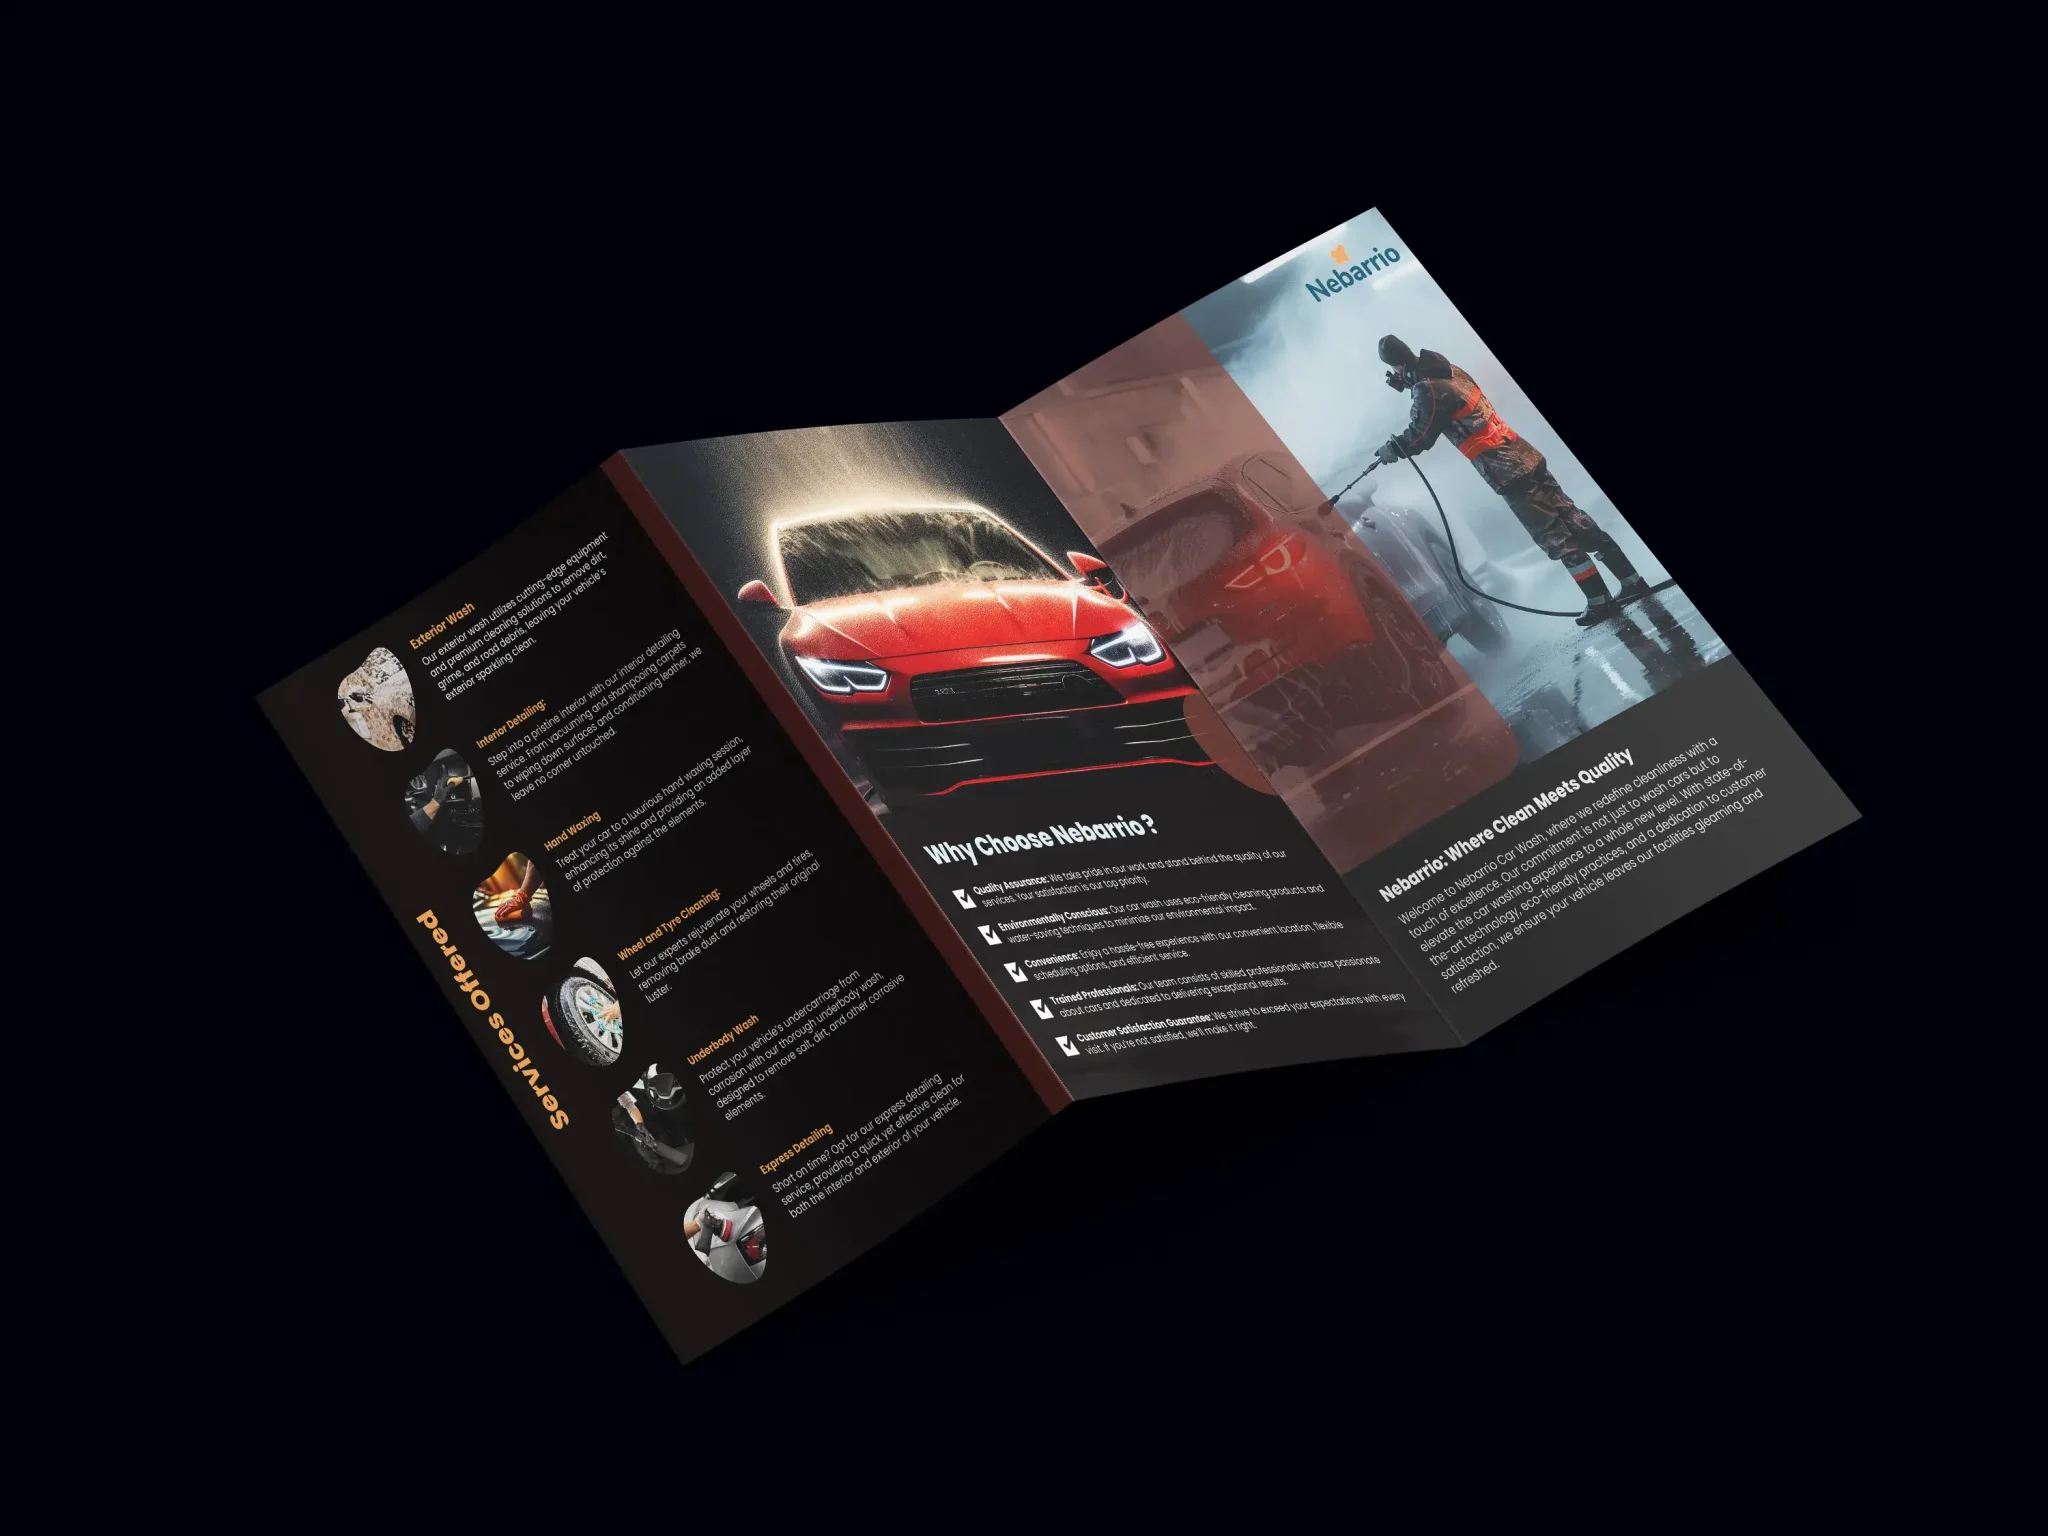 Services Offered
Exterior Wash
Our exterior wash utilizes cutting-edge equipment
and premium cleaning solutions to remove dirt,
grime, and road debris, leaving your vehicle's
exterior sparkling clean.
Interior Detailing:
Step into a pristine interior with our interior detailing
service. From vacuuming and shampooing carpets
to wiping down surfaces and conditioning leather, we
leave no corner untouched.
Hand Waxing
Treat your car to a luxurious hand waxing session,
enhancing its shine and providing an added layer
of protection against the elements.
Wheel and Tyre Cleaning:
Let our experts rejuvenate your wheels and tires,
removing brake dust and restoring their original
luster.
Underbody Wash
Protect your vehicle's undercarriage from
corrosion with our thorough underbody wash,
designed to remove salt, dirt, and other corrosive
elements.
Express Detailing
Short on time? Opt for our express detailing
service, providing a quick yet effective clean for
both the interior and exterior of your vehicle.
Why Choose Nebarrio?
Quality Assurance: We take pride in our work and stand behind the quality of our
services. Your satisfaction is our top priority.
Environmentally Conscious: Our car wash uses eco-friendly cleaning products and
water-saving techniques to minimize our environmental impact.
Convenience: Enjoy a hassle-free experience with our convenient location, flexible
scheduling options, and efficient service.
Trained Professionals: Our team consists of skilled professionals who are passionate
about cars and dedicated to delivering exceptional results.
Customer Satisfaction Guarantee: We strive to exceed your expectations with every
visit. If you're not satisfied, we'll make it right.
Nebarrio
Nebarrio: Where Clean Meets Quality
Welcome to Nebarrio Car Wash, where we redefine cleanliness with a
touch of excellence. Our commitment is not just to wash cars but to
elevate the car washing experience to a whole new level. With state-of-
the-art technology, eco-friendly practices, and a dedication to customer
satisfaction, we ensure your vehicle leaves our facilities gleaming and
refreshed.